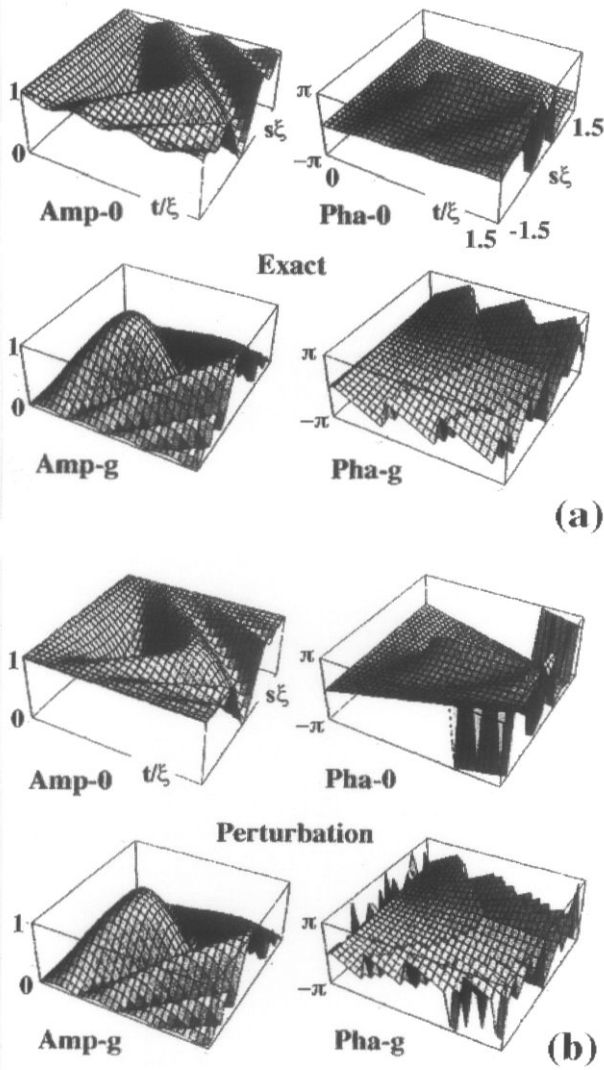 1
0
Amp-0
t/ξ
sξ
π
−π
0
Pha-0
t/ξ
1.5
-1.5
sξ
1.5
Exact
1
0
Amp-g
π
−π
Pha-g
(a)
1
0
Amp-0
t/ξ
sξ
π
−π
Pha-0
Perturbation
1
0
Amp-g
π
−π
Pha-g
(b)